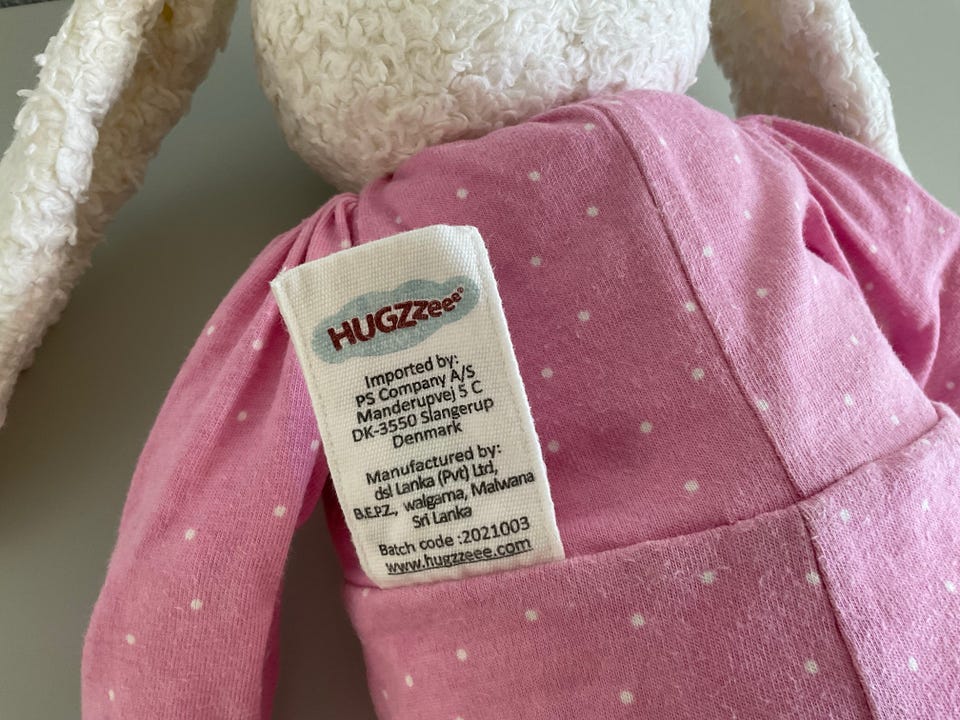 HUGZZeee®
Imported by:
PS Company A/S
Manderupvej 5 C
DK-3550 Slangerup
Denmark
Manufactured by:
dsl Lanka (Pvt) Ltd,
B.E.P.Z., walgama, Malwana
Sri Lanka
Batch code :2021003
www.hugzzeee.com